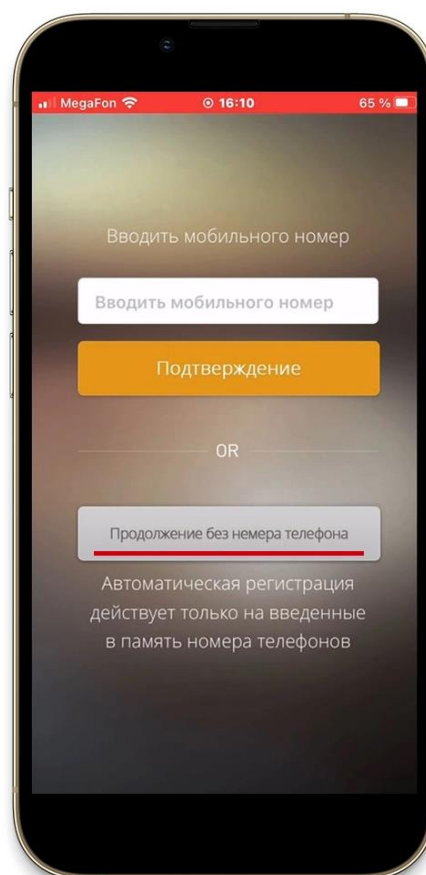 MegaFon 16:10 65 %
Вводить мобильного номер
Вводить мобильного номер
Подтверждение
OR
Продолжение без немера телефона
Автоматическая регистрация
действует только на введенные
в память номера телефонов